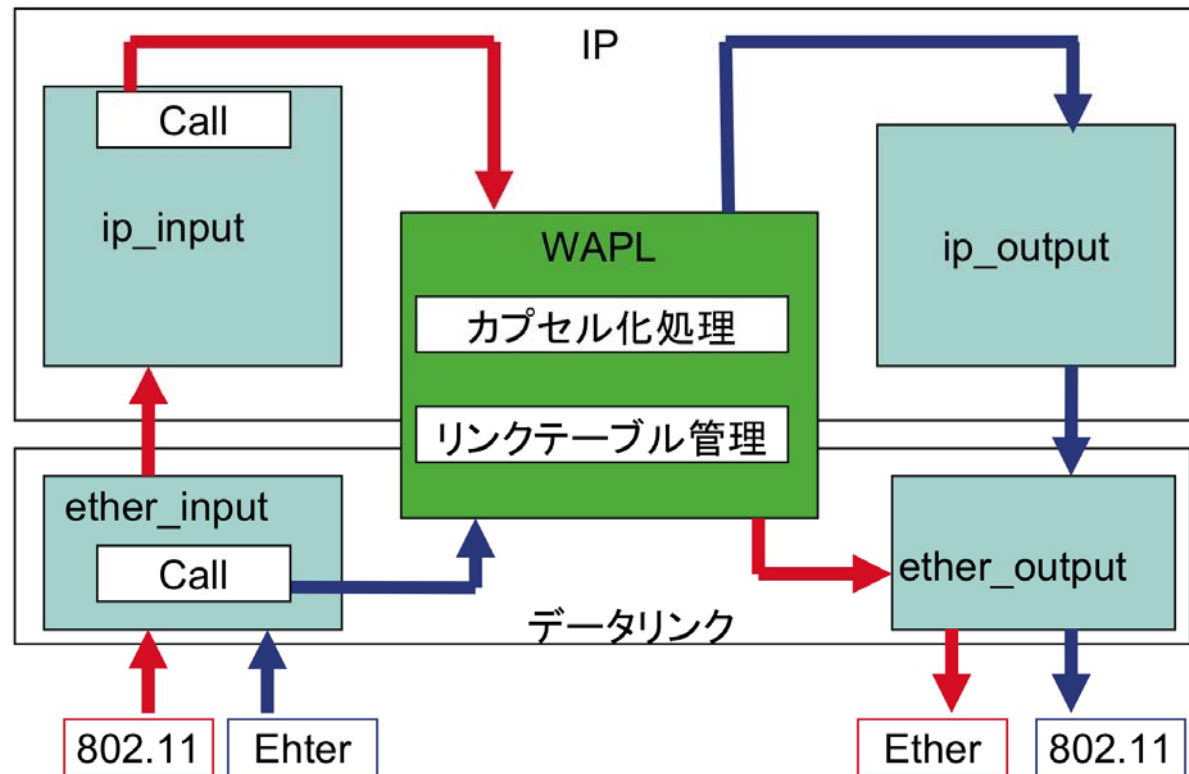 IP
Call
ip_input
WAPL
カプセル化処理
リンクテーブル管理
ip_output
ether_input
Call
ether_output
データリンク
802.11
Ehter
Ether
802.11